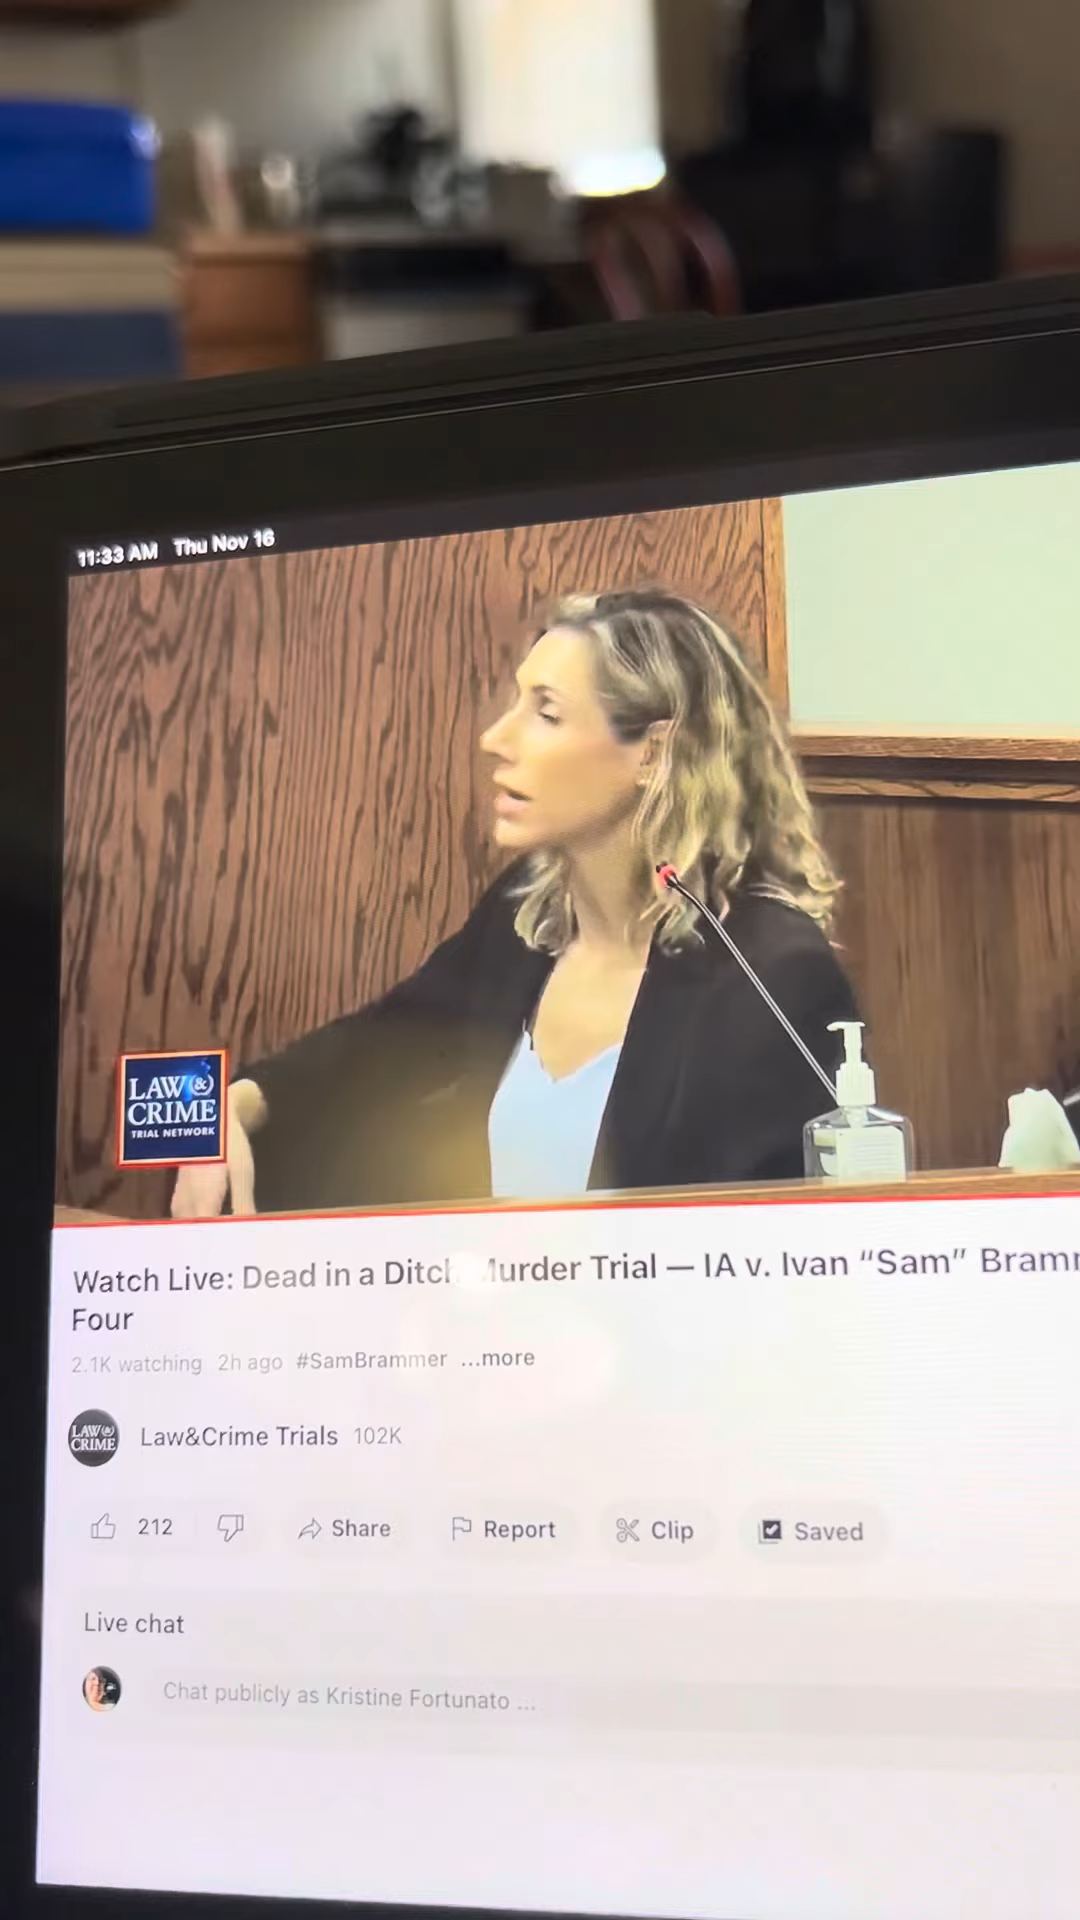 11:33 AM Thu Nov 16
LAW &
CRIME
TRIAL NETWORK
Watch Live: Dead in a Ditch Murder Trial — IA v. Ivan “Sam”
Four
2.1K watching 2h ago #SamBrammer ...more
LAW &
CRIME
Law&Crime Trials 102K
212 Share Report Clip Saved
Live chat
Chat publicly as Kristine Fortunato ...